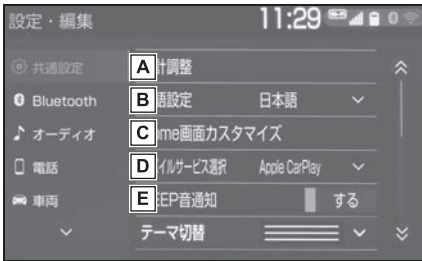 設定・編集 11:29
共通設定 A 計調整
Bluetooth B 語設定 日本語
オーディオ C ome画面カスタマイズ
電話 D イルサービス選択 Apple CarPlay
車両 E EEP音通知 する
テーマ切替